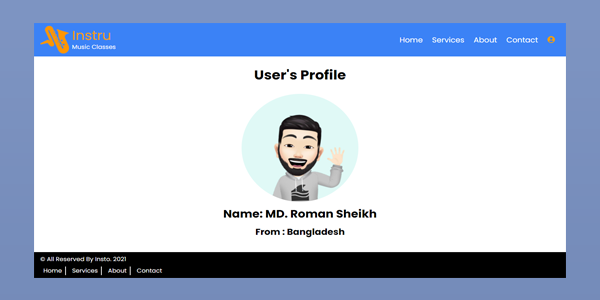 Instru
Music Classes
Home Services About Contact
User's Profile
Name: MD. Roman Sheikh
From : Bangladesh
© All Reserved By Insto. 2021
Home Services About Contact